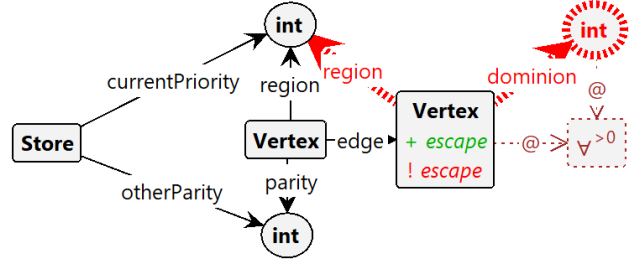 int
int
currentPriority
region
region
dominion
@
Store
Vertex
edge
Vertex
+ escape
! escape
@
∀>0
otherParity
parity
int